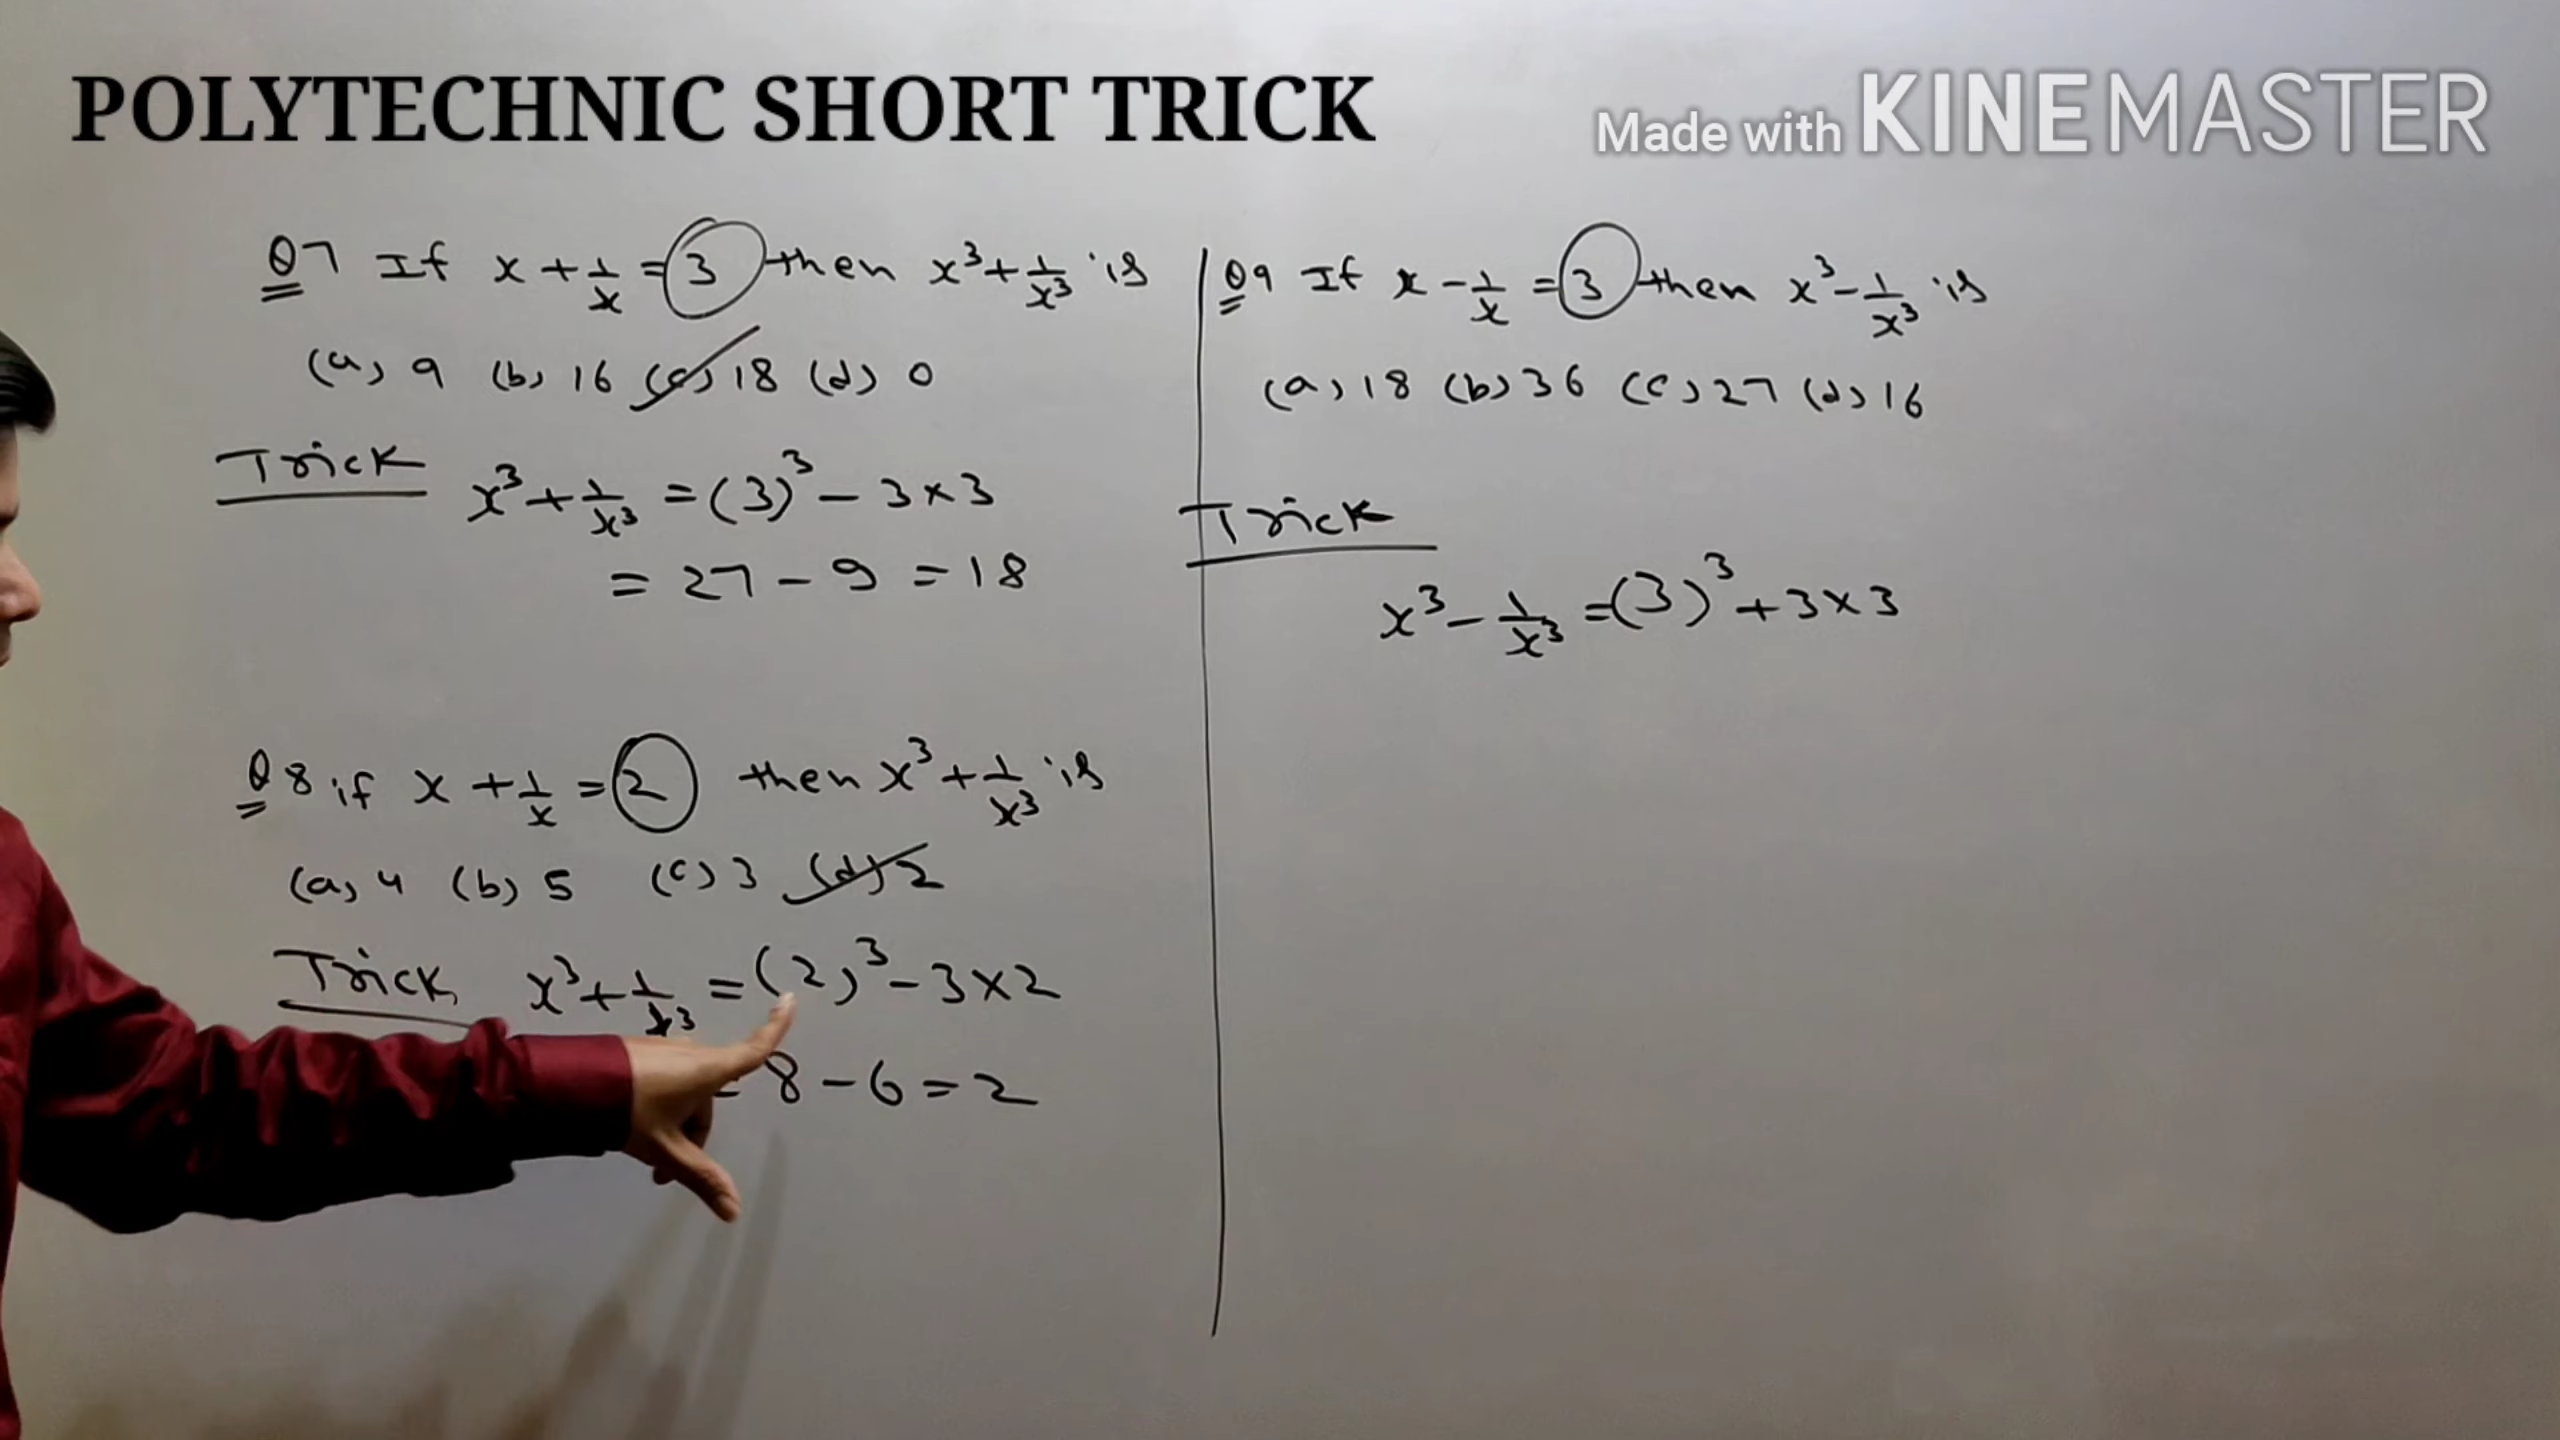 POLYTECHNIC SHORT TRICK
Made with KINEMASTER
Q7 If x + 1/x = 3 then x³ + 1/x³ is
(a) 9 (b) 16 (c) 18 (d) 0
Trick x³ + 1/x³ = (3)³ - 3 × 3
= 27 - 9 = 18
Q8 if x + 1/x = 2 then x³ + 1/x³ is
(a) 4 (b) 5 (c) 3 (d) 2
Trick x³ + 1/x³ = (2)³ - 3 × 2
= 8 - 6 = 2
Q9 If x - 1/x = 3 then x³ - 1/x³ is
(a) 18 (b) 36 (c) 27 (d) 16
Trick
x³ - 1/x³ = (3)³ + 3 × 3